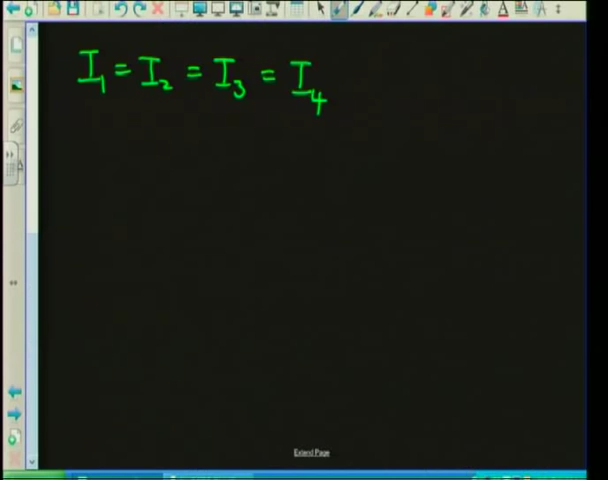 I₁ = I₂ = I₃ = I₄
Extend Page